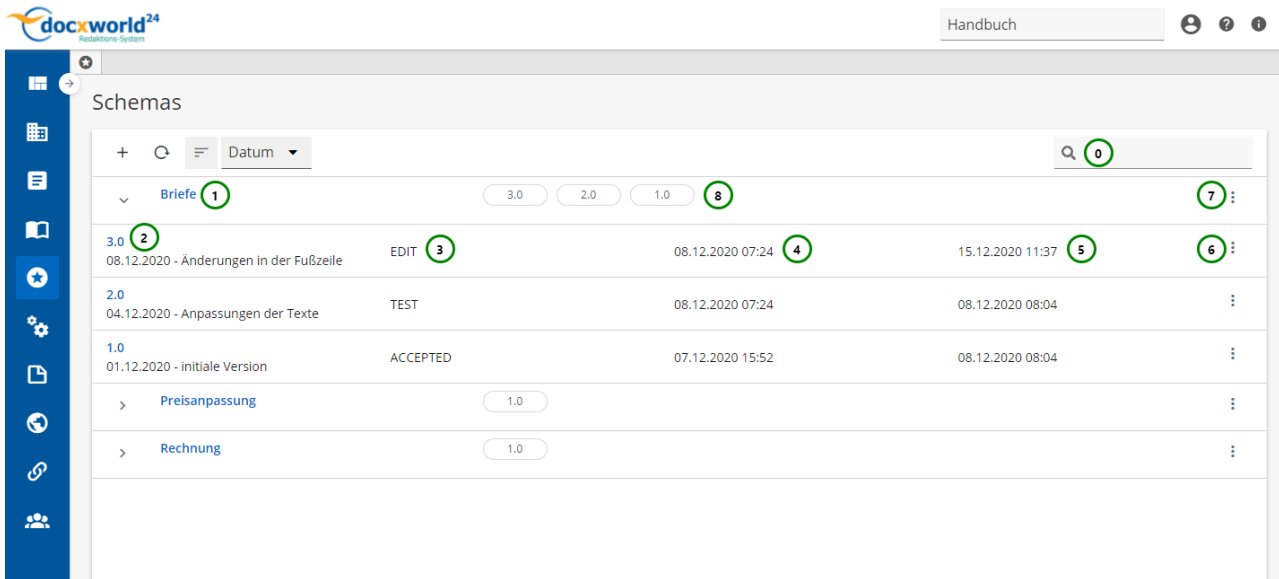 docxworld24
Redaktions-System
Handbuch
Schemas
Datum
0
Briefe 1 3.0 2.0 1.0 8 7
3.0 2
08.12.2020 - Änderungen in der Fußzeile EDIT 3 08.12.2020 07:24 4 15.12.2020 11:37 5 6
2.0
04.12.2020 - Anpassungen der Texte TEST 08.12.2020 07:24 08.12.2020 08:04
1.0
01.12.2020 - initiale Version ACCEPTED 07.12.2020 15:52 08.12.2020 08:04
Preisanpassung 1.0
Rechnung 1.0